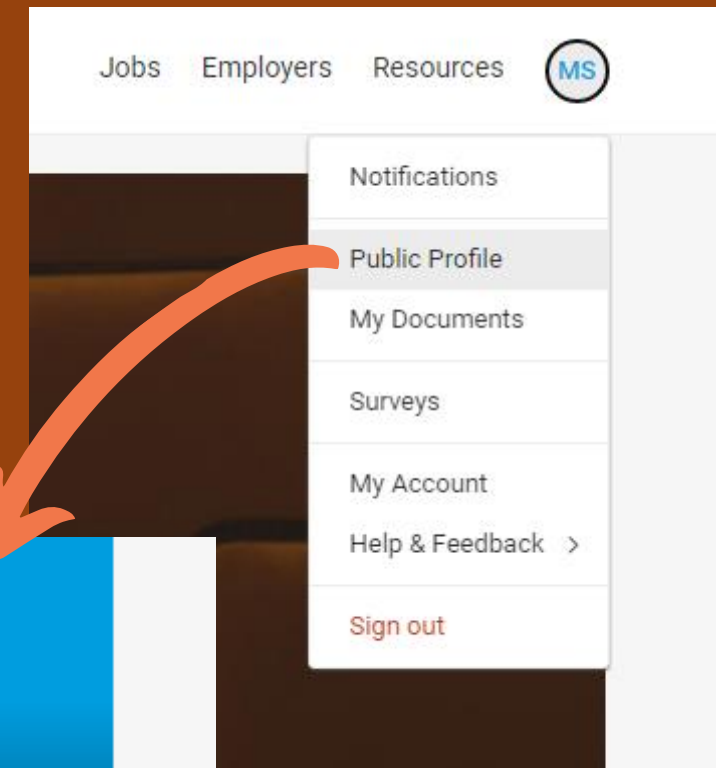 Jobs Employers Resources MS
Notifications
Public Profile
My Documents
Surveys
My Account
Help & Feedback >
Sign out